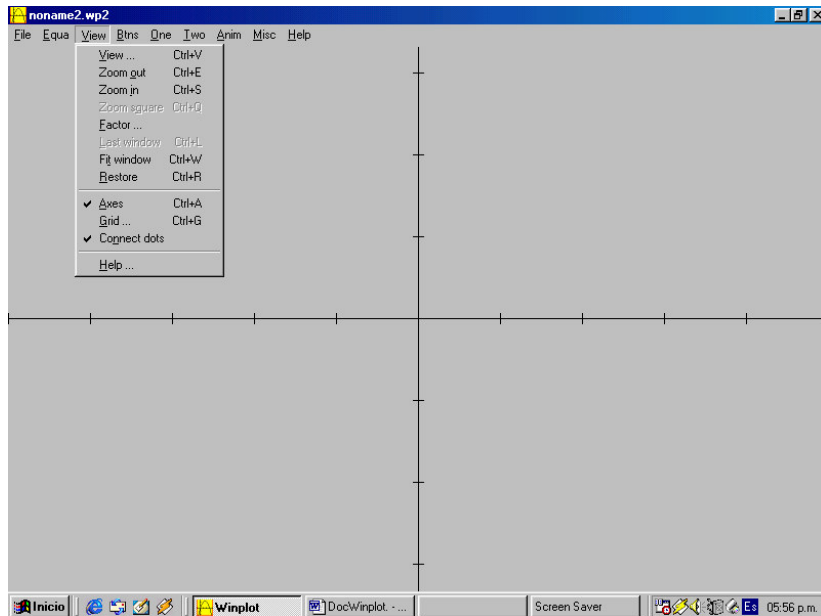 noname2.wp2
File Equa View Btns One Two Anim Misc Help
View ... Ctrl+V
Zoom out Ctrl+E
Zoom in Ctrl+S
Zoom square Ctrl+Q
Factor ...
Last window Ctrl+L
Fit window Ctrl+W
Restore Ctrl+R
Axes Ctrl+A
Grid ... Ctrl+G
Connect dots
Help ...
Inicio Winplot DocWinplot. - ... Screen Saver Es 05:56 p.m.